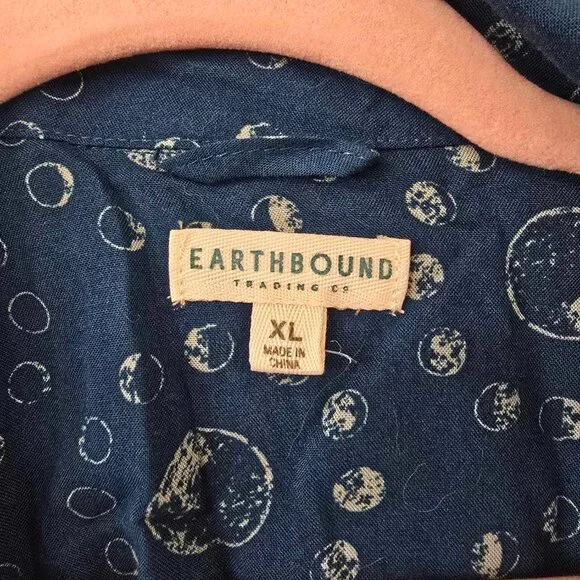 EARTHBOUND
TRADING CO
XL
MADE IN
CHINA